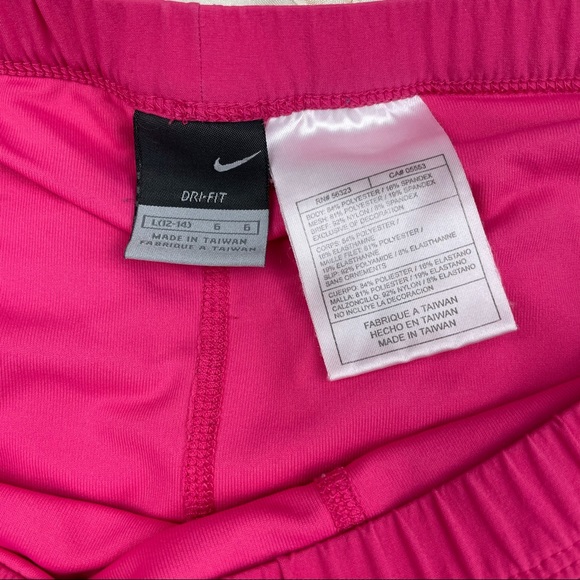 DRI-FIT
L(12-14) G G
MADE IN TAIWAN
FABRIQUE A TAIWAN
RN# 56323 CA# 05553
BODY: 84% POLYESTER / 16% SPANDEX
MESH: 81% POLYESTER / 19% SPANDEX
BRIEF: 92% NYLON / 8% SPANDEX
EXCLUSIVE OF DECORATION
CORPS: 84% POLYESTER /
16% ELASTHANNE
MAILLE FILET: 81% POLYESTER /
19% ELASTHANNE
SLIP: 92% POLYAMIDE / 8% ELASTHANNE
SANS ORNEMENTS
CUERPO: 84% POLIESTER / 16% ELASTANO
MALLA: 81% POLIESTER / 19% ELASTANO
CALZONCILLO: 92% NYLON / 8% ELASTANO
NO INCLUYE LA DECORACION
FABRIQUE A TAIWAN
HECHO EN TAIWAN
MADE IN TAIWAN